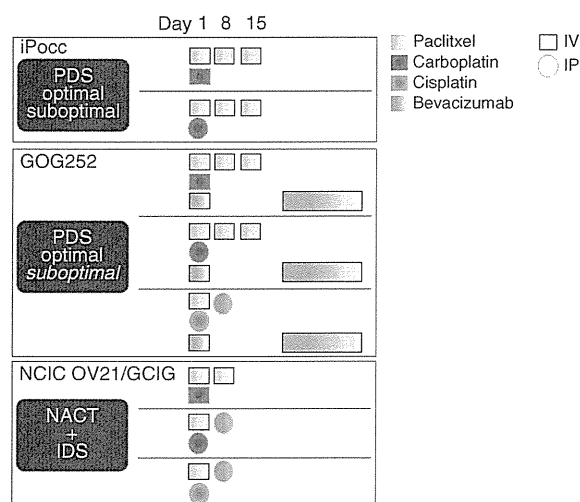 Day 1 8 15
iPocc
PDS
optimal
suboptimal
Paclitxel
Carboplatin
Cisplatin
Bevacizumab
IV
IP
GOG252
PDS
optimal
suboptimal
NCIC OV21/GCIG
NACT
+
IDS